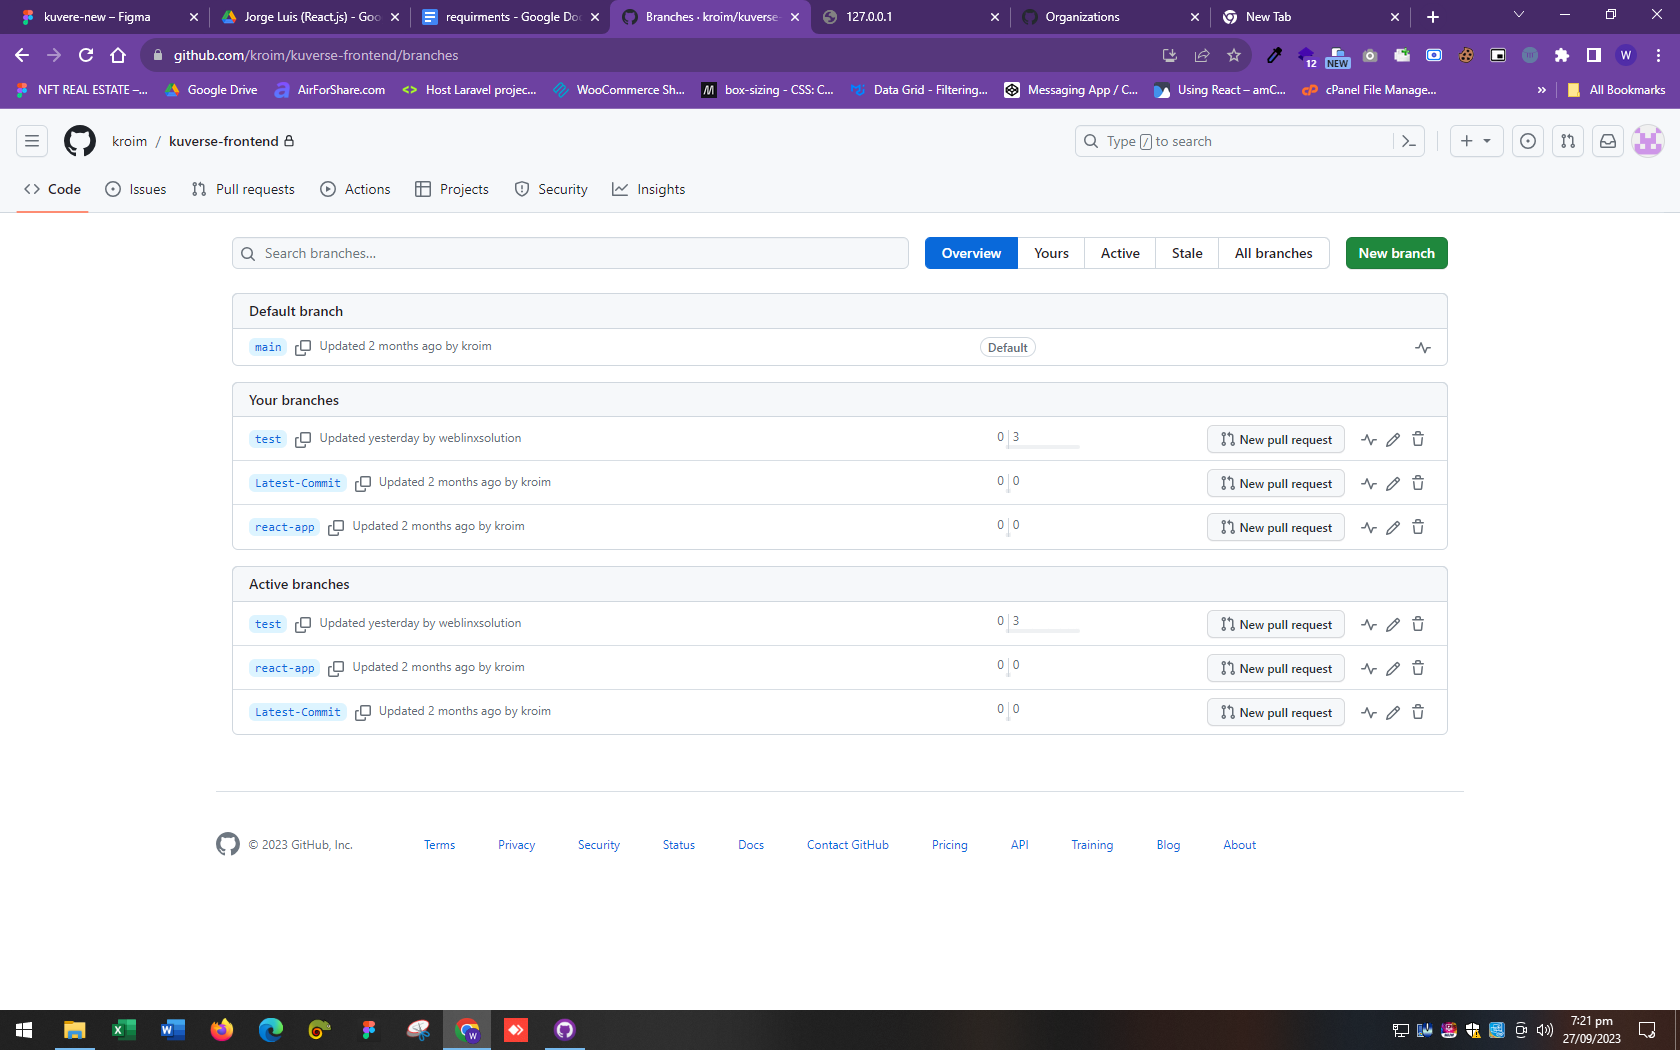 kuvere-new – Figma
Jorge Luis (React.js) - Goo
requirments - Google Doc
Branches · kroim/kuverse-
127.0.0.1
Organizations
New Tab
github.com/kroim/kuverse-frontend/branches
12
NEW
W
NFT REAL ESTATE –...
Google Drive
AirForShare.com
Host Laravel projec...
WooCommerce Sh...
box-sizing - CSS: C...
Data Grid - Filtering...
Messaging App / C...
Using React – amC...
cPanel File Manage...
»
All Bookmarks
kroim / kuverse-frontend
Type / to search
Code
Issues
Pull requests
Actions
Projects
Security
Insights
Search branches...
Overview
Yours
Active
Stale
All branches
New branch
Default branch
main Updated 2 months ago by kroim Default
Your branches
test Updated yesterday by weblinxsolution 0 3 New pull request
Latest-Commit Updated 2 months ago by kroim 0 0 New pull request
react-app Updated 2 months ago by kroim 0 0 New pull request
Active branches
test Updated yesterday by weblinxsolution 0 3 New pull request
react-app Updated 2 months ago by kroim 0 0 New pull request
Latest-Commit Updated 2 months ago by kroim 0 0 New pull request
© 2023 GitHub, Inc.
Terms
Privacy
Security
Status
Docs
Contact GitHub
Pricing
API
Training
Blog
About
7:21 pm
27/09/2023